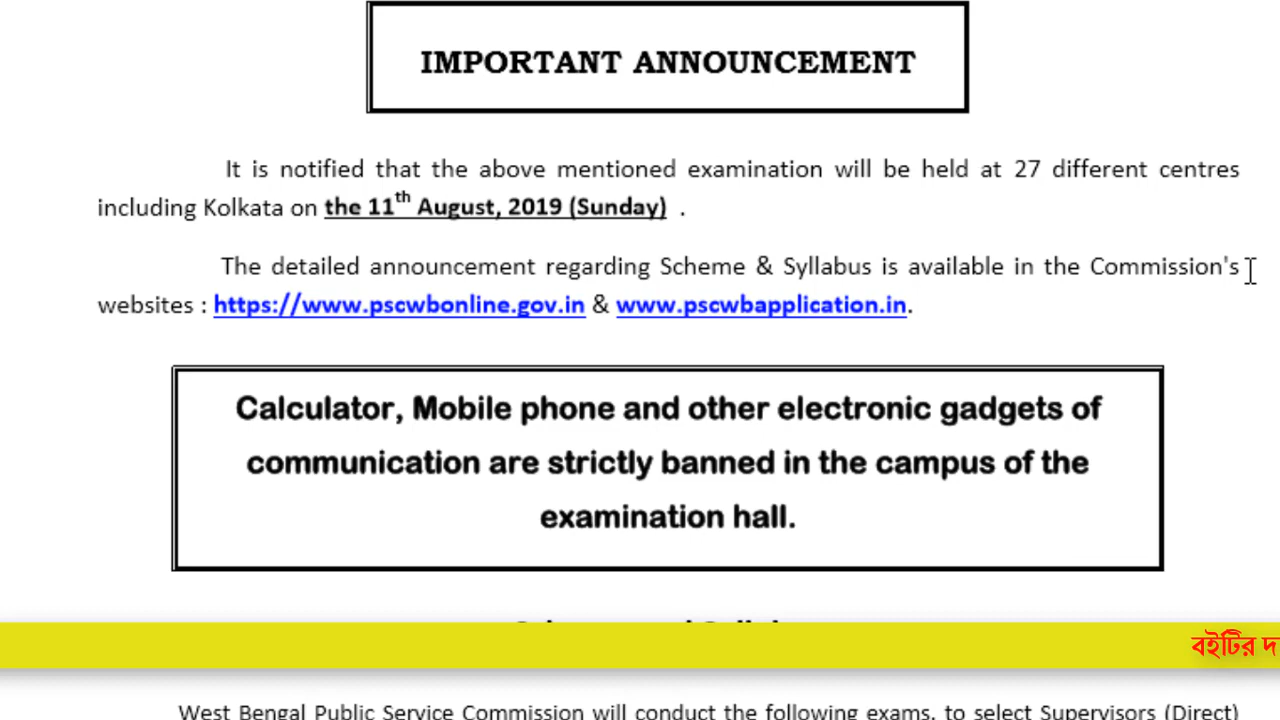 IMPORTANT ANNOUNCEMENT
It is notified that the above mentioned examination will be held at 27 different centres
including Kolkata on the 11th August, 2019 (Sunday) .
The detailed announcement regarding Scheme & Syllabus is available in the Commission's
websites : https://www.pscwbonline.gov.in & www.pscwbapplication.in.
Calculator, Mobile phone and other electronic gadgets of
communication are strictly banned in the campus of the
examination hall.
বইটির দ
West Bengal Public Service Commission will conduct the following exams, to select Supervisors (Direct)